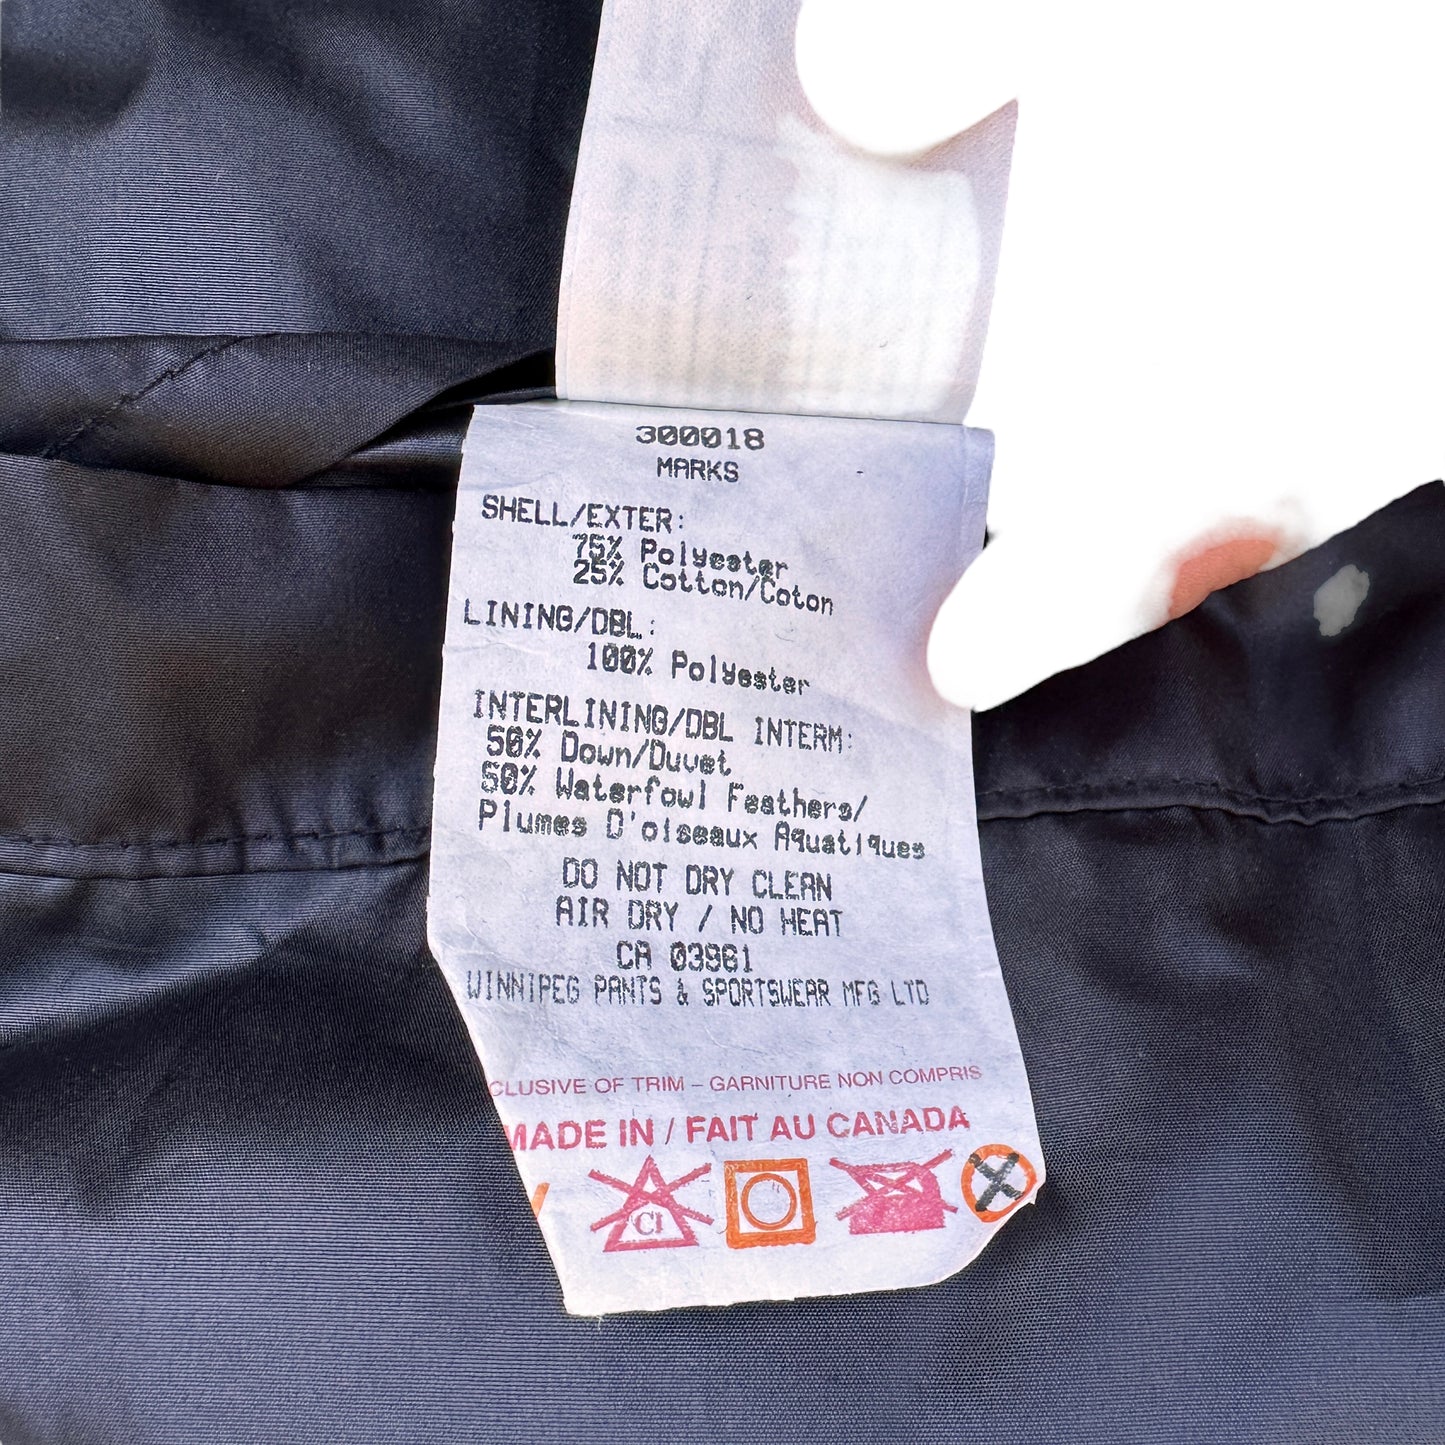 300018
MARKS
SHELL/EXTER:
75% Polyester
25% Cotton/Coton
LINING/DBL:
100% Polyester
INTERLINING/DBL INTERM:
50% Down/Duvet
50% Waterfowl Feathers/
Plumes D'oiseaux Aquatiques
DO NOT DRY CLEAN
AIR DRY / NO HEAT
CA 03961
WINNIPEG PANTS & SPORTSWEAR MFG LTD
CLUSIVE OF TRIM – GARNITURE NON COMPRIS
MADE IN / FAIT AU CANADA
Cl